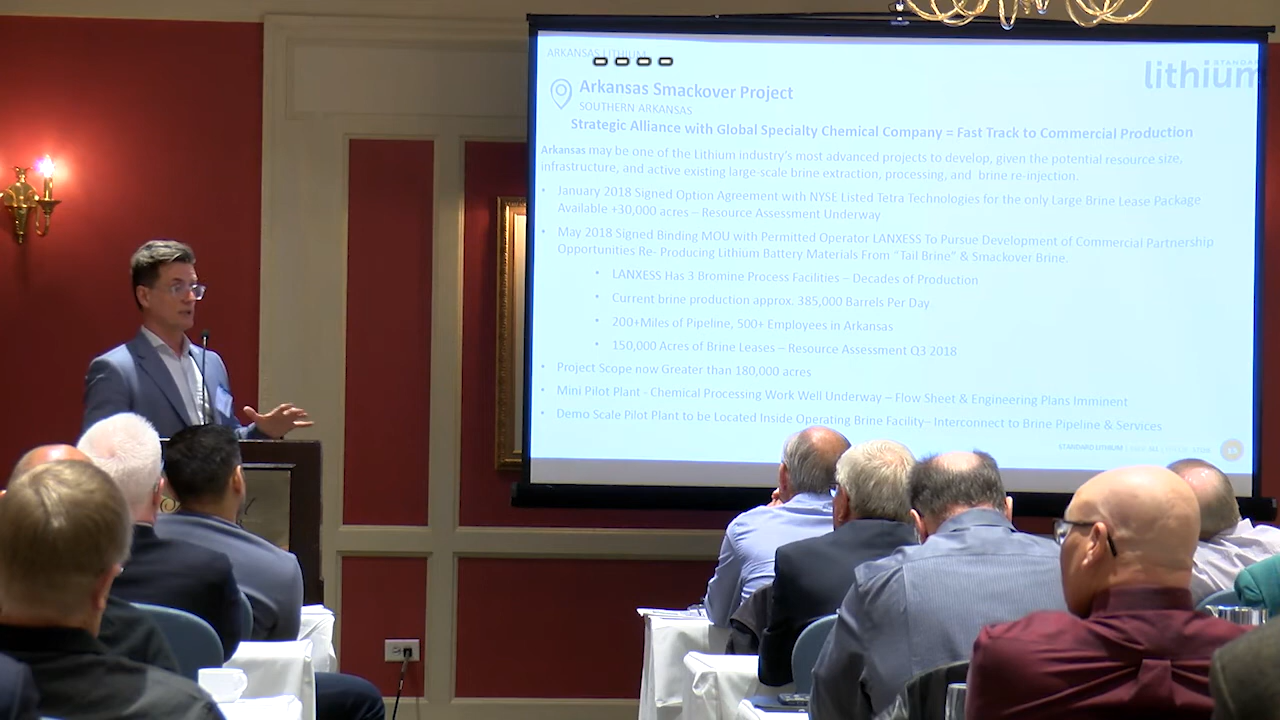 ARKANSAS LITHIUM
STANDARD
lithium
Arkansas Smackover Project
SOUTHERN ARKANSAS
Strategic Alliance with Global Specialty Chemical Company = Fast Track to Commercial Production
Arkansas may be one of the Lithium industry's most advanced projects to develop, given the potential resource size,
infrastructure, and active existing large-scale brine extraction, processing, and brine re-injection.
• January 2018 Signed Option Agreement with NYSE Listed Tetra Technologies for the only Large Brine Lease Package
Available +30,000 acres – Resource Assessment Underway
• May 2018 Signed Binding MOU with Permitted Operator LANXESS To Pursue Development of Commercial Partnership
Opportunities Re- Producing Lithium Battery Materials From "Tail Brine" & Smackover Brine.
• LANXESS Has 3 Bromine Process Facilities – Decades of Production
• Current brine production approx. 385,000 Barrels Per Day
• 200+Miles of Pipeline, 500+ Employees in Arkansas
• 150,000 Acres of Brine Leases – Resource Assessment Q3 2018
• Project Scope now Greater than 180,000 acres
• Mini Pilot Plant - Chemical Processing Work Well Underway – Flow Sheet & Engineering Plans Imminent
• Demo Scale Pilot Plant to be Located Inside Operating Brine Facility– Interconnect to Brine Pipeline & Services
STANDARD LITHIUM